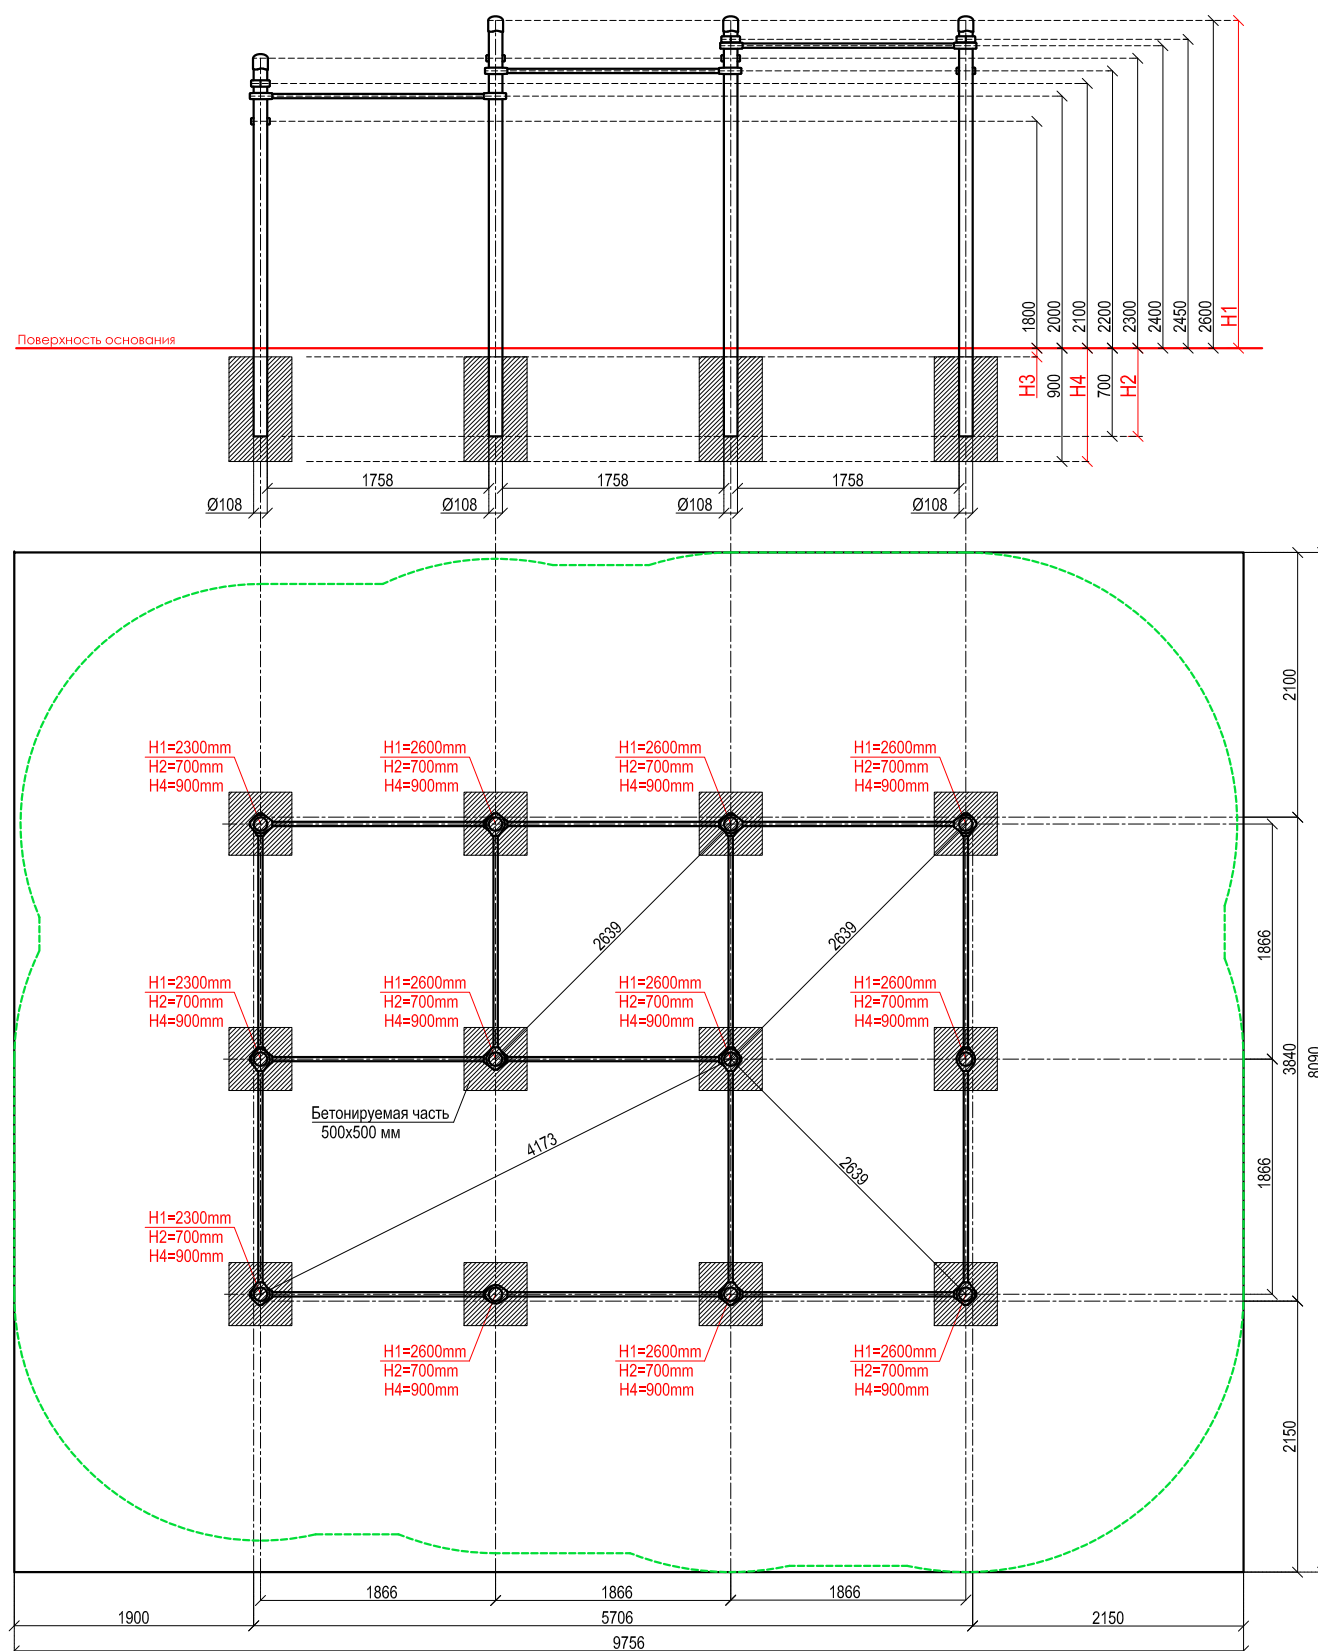 1800
2000
2100
2200
2300
2400
2450
2600
H1
Поверхность основания
H3
900
H4
700
H2
1758
1758
1758
Ø108
Ø108
Ø108
Ø108
2100
H1=2300mm
H2=700mm
H4=900mm
H1=2600mm
H2=700mm
H4=900mm
H1=2600mm
H2=700mm
H4=900mm
H1=2600mm
H2=700mm
H4=900mm
2639
2639
1866
H1=2300mm
H2=700mm
H4=900mm
H1=2600mm
H2=700mm
H4=900mm
H1=2600mm
H2=700mm
H4=900mm
H1=2600mm
H2=700mm
H4=900mm
3840
8090
Бетонируемая часть
500x500 мм
4173
2639
1866
H1=2300mm
H2=700mm
H4=900mm
H1=2600mm
H2=700mm
H4=900mm
H1=2600mm
H2=700mm
H4=900mm
H1=2600mm
H2=700mm
H4=900mm
2150
1866
1866
1866
1900
5706
2150
9756